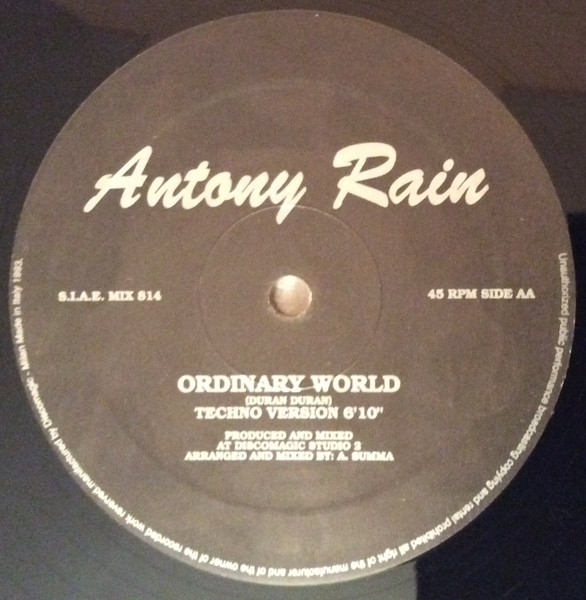 Antony Rain
S.I.A.E. MIX 814
45 RPM SIDE AA
ORDINARY WORLD
(DURAN DURAN)
TECHNO VERSION 6'10"
PRODUCED AND MIXED
AT DISCOMAGIC STUDIO 2
ARRANGED AND MIXED BY: A. SUMMA
Unauthorized public performance broadcasting copying and rental prohibited all right of the manufacturer and of the owner of the recorded work reserved manufactured by Discomagic - Milan Made in Italy 1993.